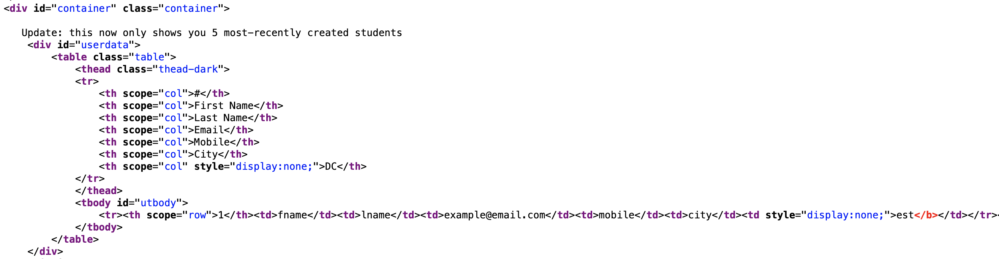 <div id="container" class="container">
Update: this now only shows you 5 most-recently created students
<div id="userdata">
<table class="table">
<thead class="thead-dark">
<tr>
<th scope="col">#</th>
<th scope="col">First Name</th>
<th scope="col">Last Name</th>
<th scope="col">Email</th>
<th scope="col">Mobile</th>
<th scope="col">City</th>
<th scope="col" style="display:none;">DC</th>
</tr>
</thead>
<tbody id="utbody">
<tr><th scope="row">1</th><td>fname</td><td>lname</td><td>example@email.com</td><td>mobile</td><td>city</td><td style="display:none;">est</b></td></tr><
</tbody>
</table>
</div>